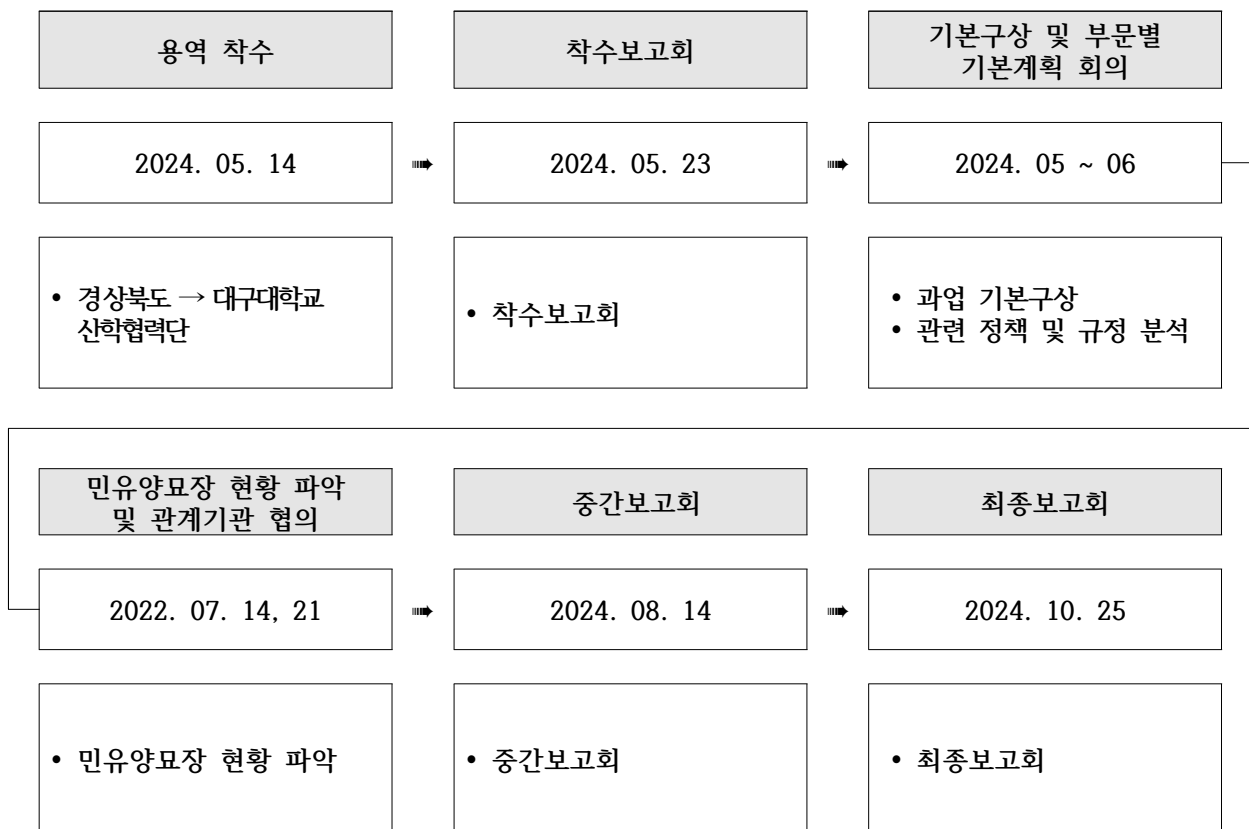 용역 착수
착수보고회
기본구상 및 부문별
기본계획 회의
2024. 05. 14
➠
2024. 05. 23
➠
2024. 05 ~ 06
• 경상북도 → 대구대학교
산학협력단
• 착수보고회
• 과업 기본구상
• 관련 정책 및 규정 분석
민유양묘장 현황 파악
및 관계기관 협의
중간보고회
최종보고회
2022. 07. 14, 21
➠
2024. 08. 14
➠
2024. 10. 25
• 민유양묘장 현황 파악
• 중간보고회
• 최종보고회